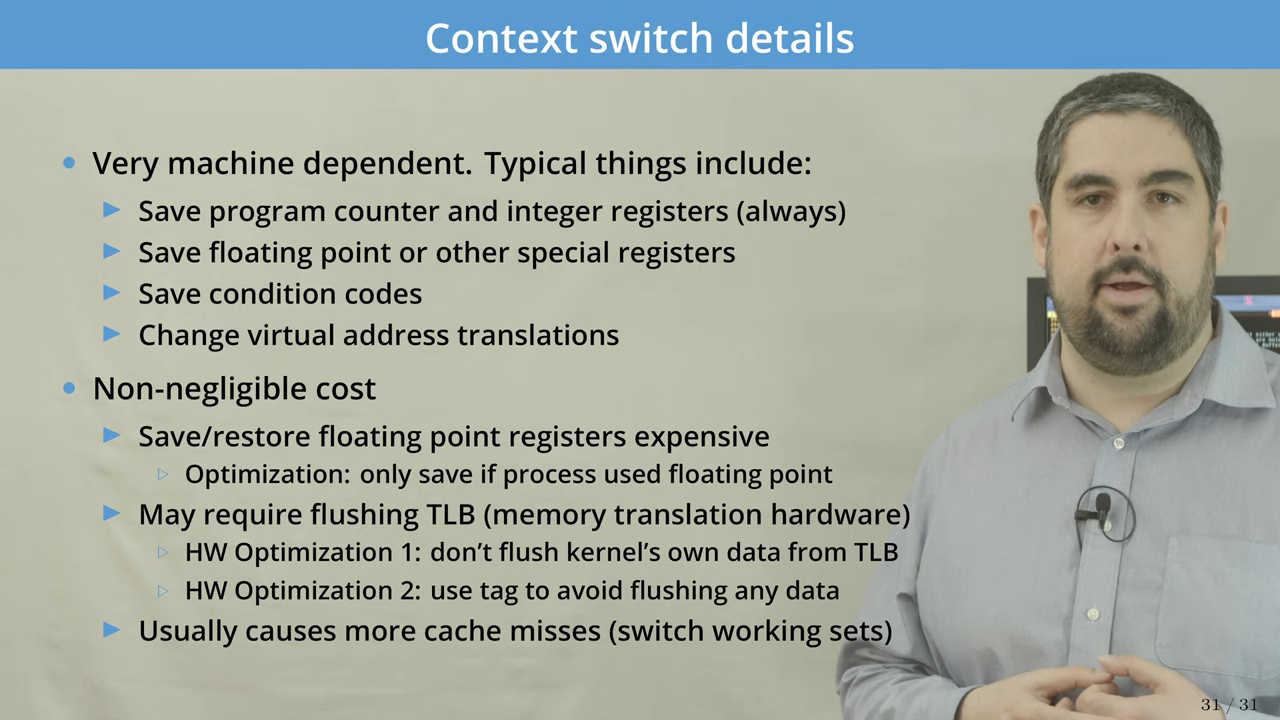 Context switch details
Very machine dependent. Typical things include:
Save program counter and integer registers (always)
Save floating point or other special registers
Save condition codes
Change virtual address translations
Non-negligible cost
Save/restore floating point registers expensive
Optimization: only save if process used floating point
May require flushing TLB (memory translation hardware)
HW Optimization 1: don’t flush kernel’s own data from TLB
HW Optimization 2: use tag to avoid flushing any data
Usually causes more cache misses (switch working sets)
31 / 31